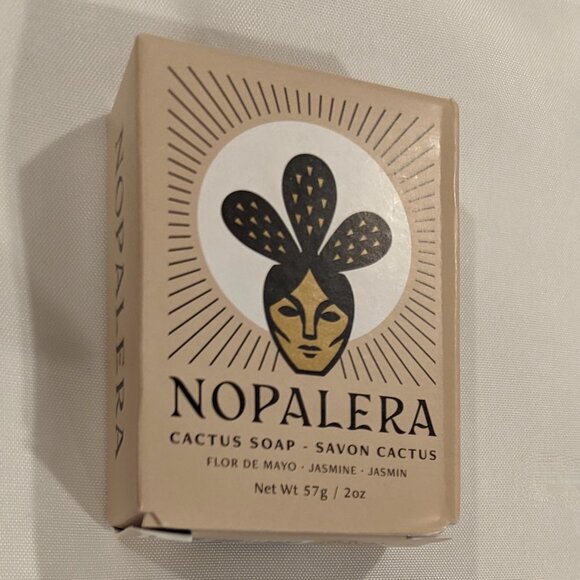 NOPALERA
NOPALERA
CACTUS SOAP - SAVON CACTUS
FLOR DE MAYO · JASMINE · JASMIN
Net Wt 57g / 2oz